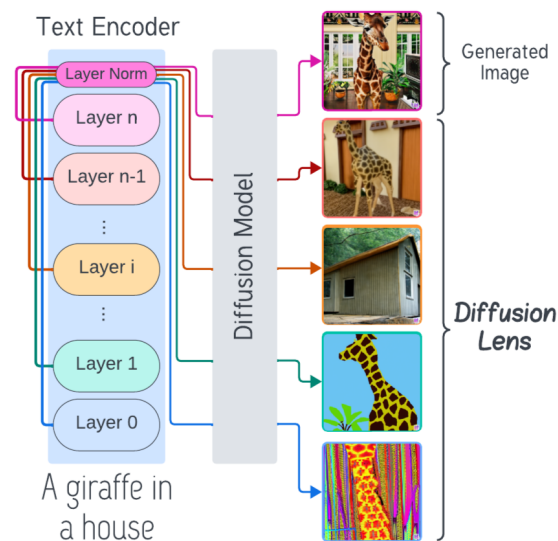 Text Encoder
Layer Norm
Layer n
Layer n-1
⋮
Layer i
⋮
Layer 1
Layer 0
A giraffe in
a house
Diffusion Model
Generated
Image
Diffusion
Lens